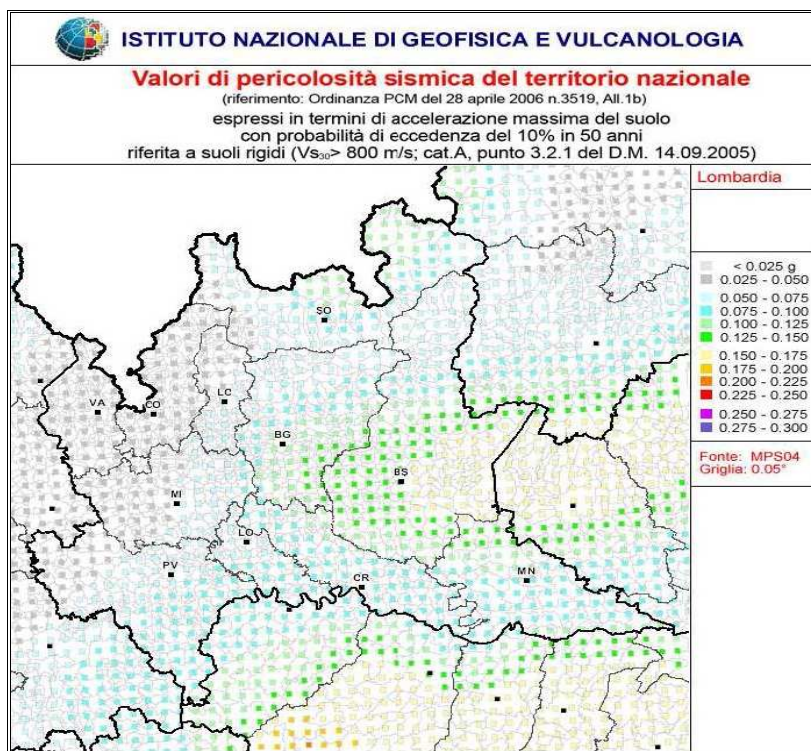 ISTITUTO NAZIONALE DI GEOFISICA E VULCANOLOGIA
Valori di pericolosità sismica del territorio nazionale
(riferimento: Ordinanza PCM del 28 aprile 2006 n.3519, All.1b)
espressi in termini di accelerazione massima del suolo
con probabilità di eccedenza del 10% in 50 anni
riferita a suoli rigidi (Vs30> 800 m/s; cat.A, punto 3.2.1 del D.M. 14.09.2005)
Lombardia
< 0.025 g
0.025 - 0.050
0.050 - 0.075
0.075 - 0.100
0.100 - 0.125
0.125 - 0.150
0.150 - 0.175
0.175 - 0.200
0.200 - 0.225
0.225 - 0.250
0.250 - 0.275
0.275 - 0.300
Fonte: MPS04
Griglia: 0.05°
SO
VA
CO
LC
BG
BS
MI
LO
PV
CR
MN